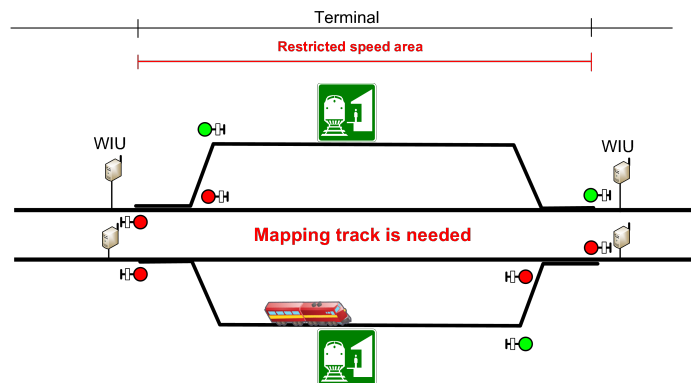 Terminal
Restricted speed area
WIU
WIU
Mapping track is needed